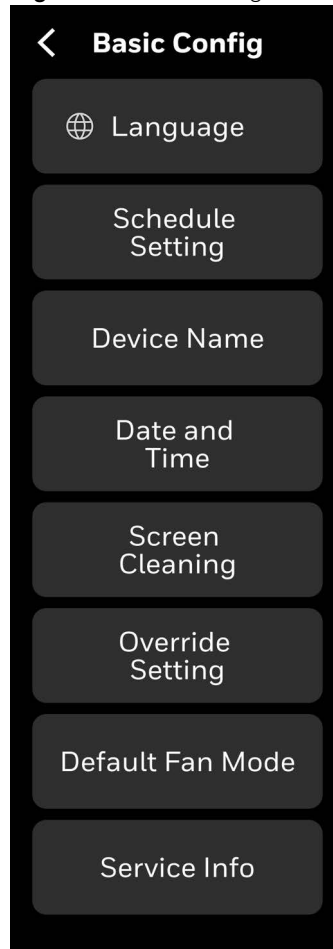 Basic Config
Language
Schedule
Setting
Device Name
Date and
Time
Screen
Cleaning
Override
Setting
Default Fan Mode
Service Info